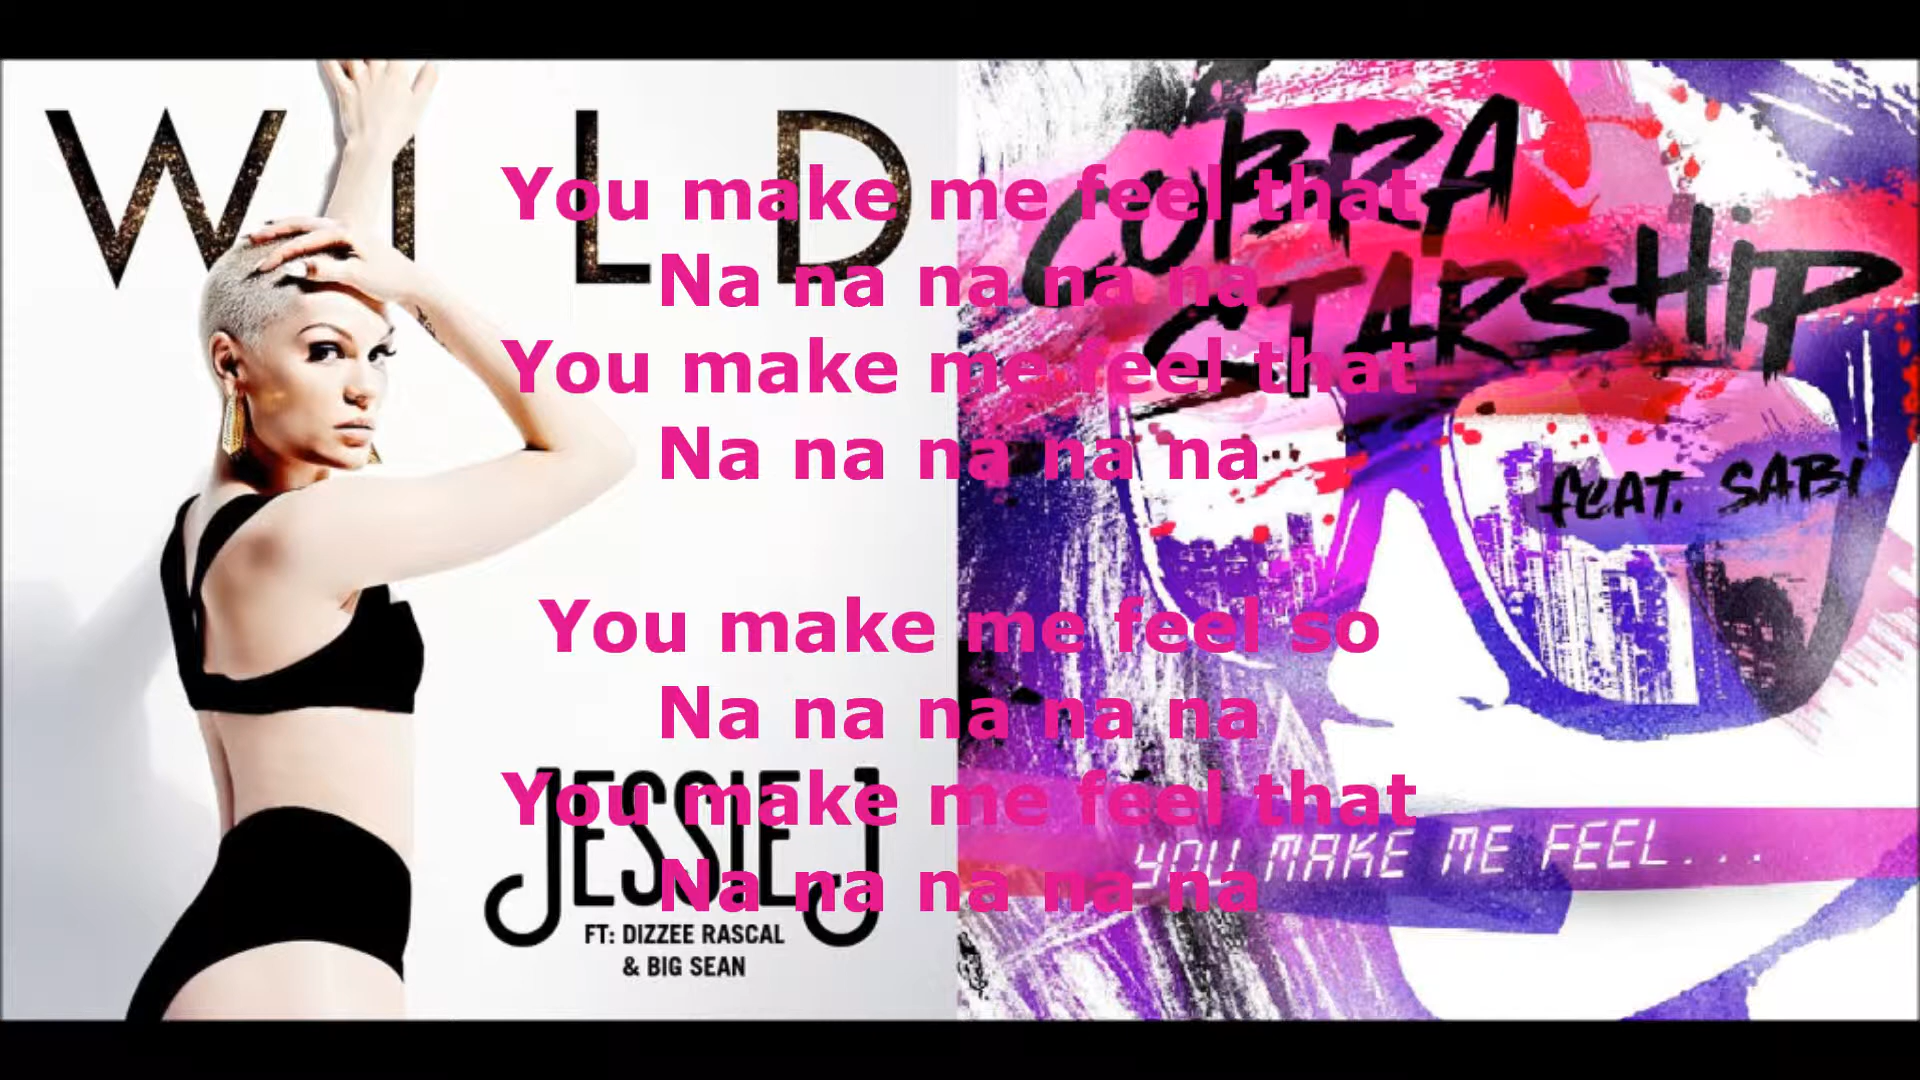 WILD
JESSIE J
FT: DIZZEE RASCAL
& BIG SEAN
COBRA
STARSHIP
feat. SABi
YOU MAKE ME FEEL...
You make me feel that
Na na na na na
You make me feel that
Na na na na na
You make me feel so
Na na na na na
You make me feel that
Na na na na na